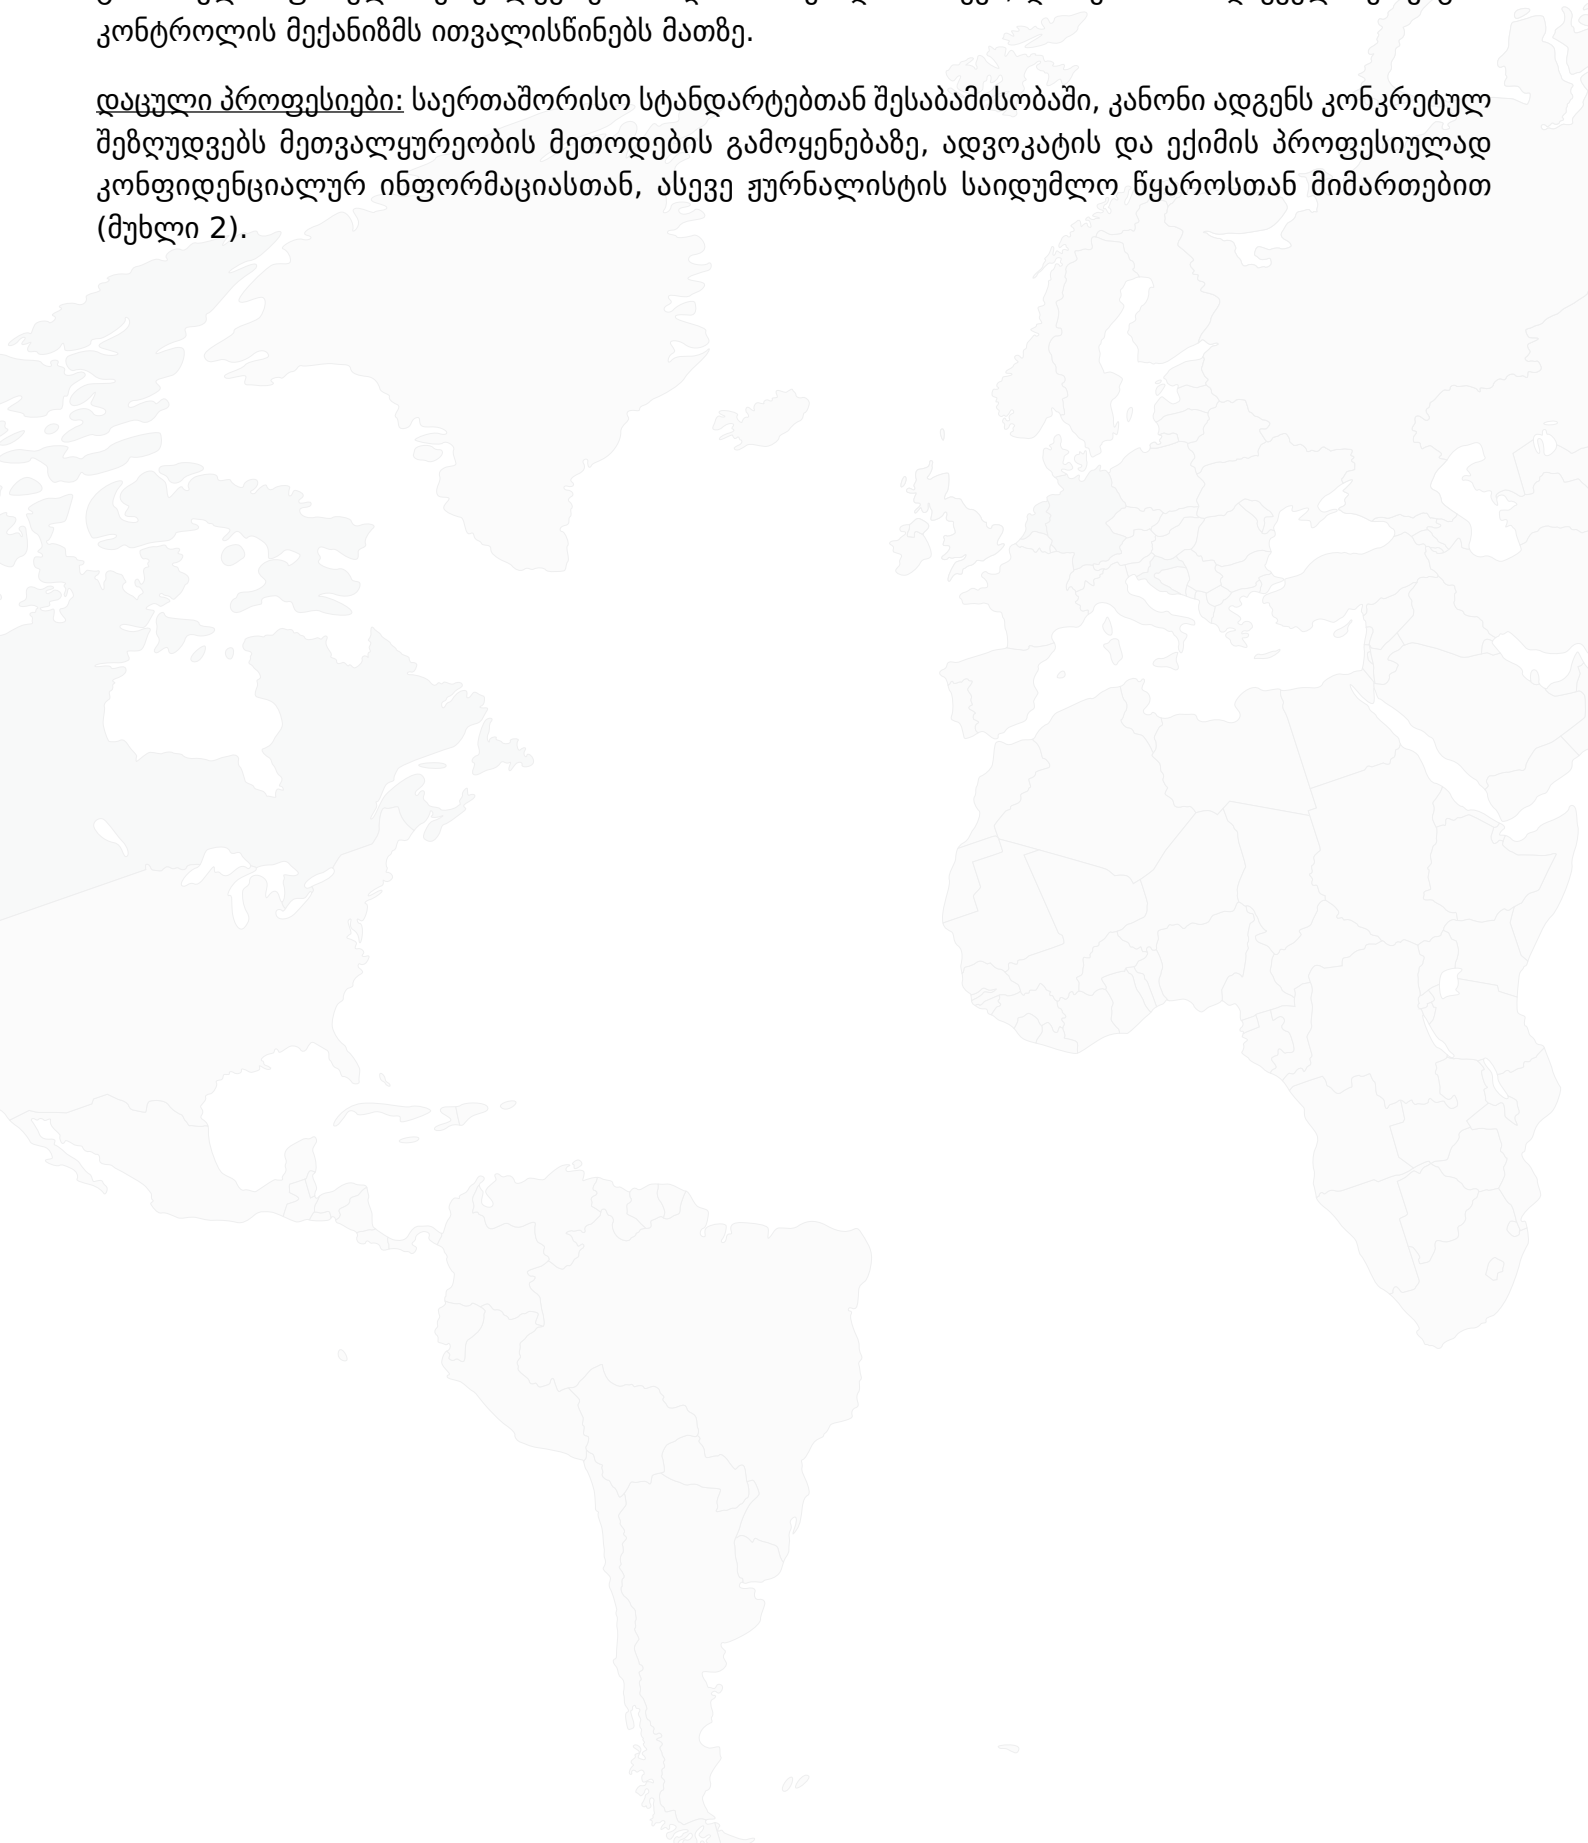 კონტროლის მექანიზმს ითვალისწინებს მათზე.
დაცული პროფესიები: საერთაშორისო სტანდარტებთან შესაბამისობაში, კანონი ადგენს კონკრეტულ
შეზღუდვებს მეთვალყურეობის მეთოდების გამოყენებაზე, ადვოკატის და ექიმის პროფესიულად
კონფიდენციალურ ინფორმაციასთან, ასევე ჟურნალისტის საიდუმლო წყაროსთან მიმართებით
(მუხლი 2).